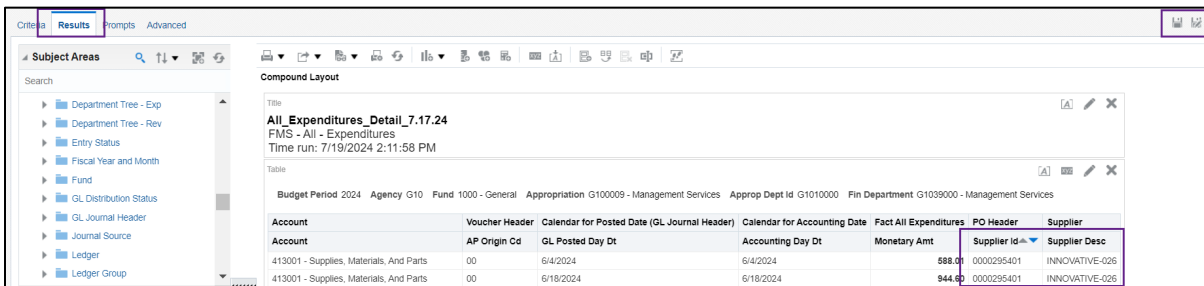 Criteria Results Prompts Advanced
Subject Areas
Search
Department Tree - Exp
Department Tree - Rev
Entry Status
Fiscal Year and Month
Fund
GL Distribution Status
GL Journal Header
Journal Source
Ledger
Ledger Group
Compound Layout
Title
All_Expenditures_Detail_7.17.24
FMS - All - Expenditures
Time run: 7/19/2024 2:11:58 PM
Table
Budget Period 2024 Agency G10 Fund 1000 - General Appropriation G100009 - Management Services Approp Dept Id G1010000 Fin Department G1039000 - Management Services
Account Voucher Header Calendar for Posted Date (GL Journal Header) Calendar for Accounting Date Fact All Expenditures PO Header Supplier
Account AP Origin Cd GL Posted Day Dt Accounting Day Dt Monetary Amt Supplier Id Supplier Desc
413001 - Supplies, Materials, And Parts 00 6/4/2024 6/4/2024 588.01 0000295401 INNOVATIVE-026
413001 - Supplies, Materials, And Parts 00 6/18/2024 6/18/2024 944.60 0000295401 INNOVATIVE-026